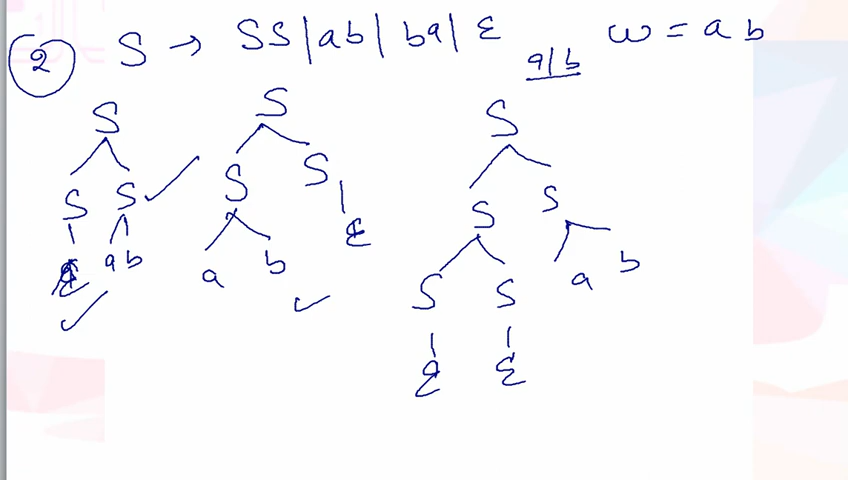 2 S → SS | ab | ba | ε a|b w = a b
S S S
S S S S S S
ε a b ε
a b S S a b
ε ε